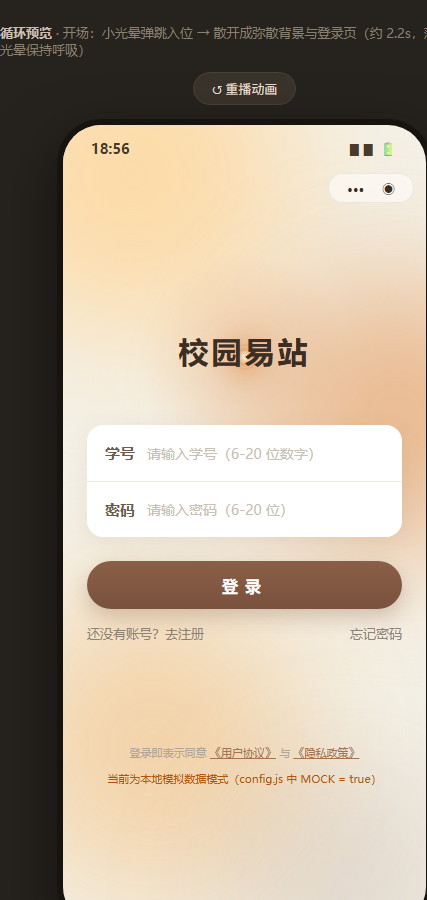 循环预览 · 开场：小光晕弹跳入位 → 散开成弥散背景与登录页（约 2.2s，
光晕保持呼吸）
↺ 重播动画
18:56
校园易站
学号 请输入学号（6-20 位数字）
密码 请输入密码（6-20 位）
登 录
还没有账号？去注册 忘记密码
登录即表示同意《用户协议》与《隐私政策》
当前为本地模拟数据模式（config.js 中 MOCK = true）